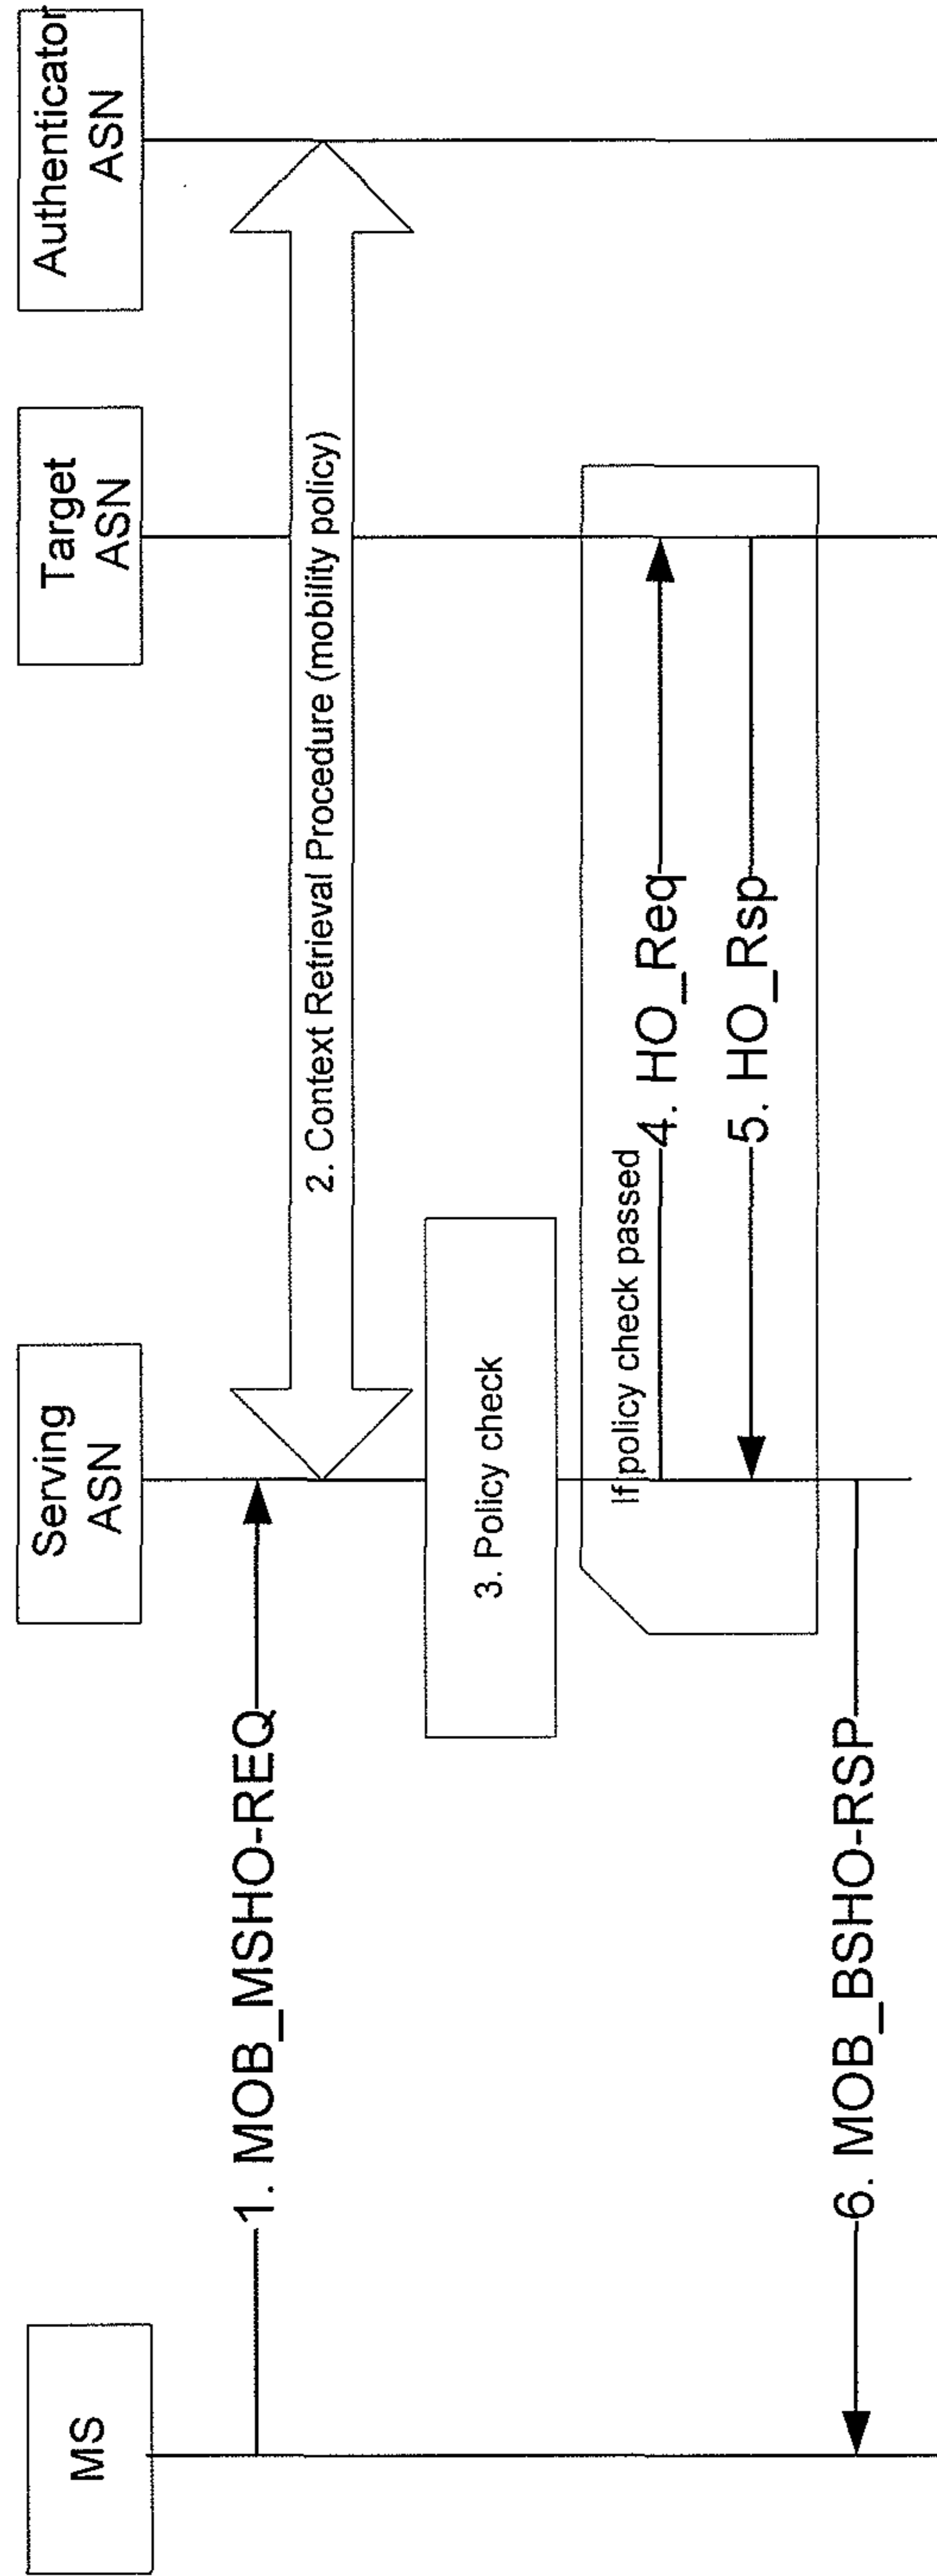 MS
Serving
ASN
Target
ASN
Authenticator
ASN
1. MOB_MSHO-REQ
2. Context Retrieval Procedure (mobility policy)
3. Policy check
If policy check passed
4. HO_Req
5. HO_Rsp
6. MOB_BSHO-RSP